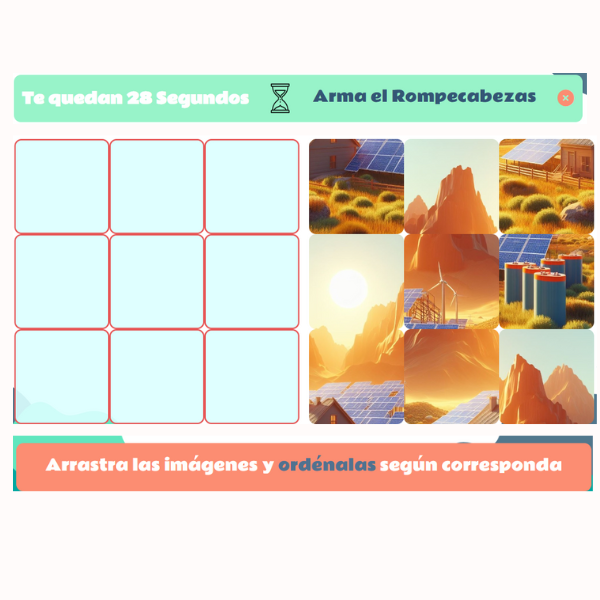 Te quedan 28 Segundos
Arma el Rompecabezas
Arrastra las imágenes y ordénalas según corresponda